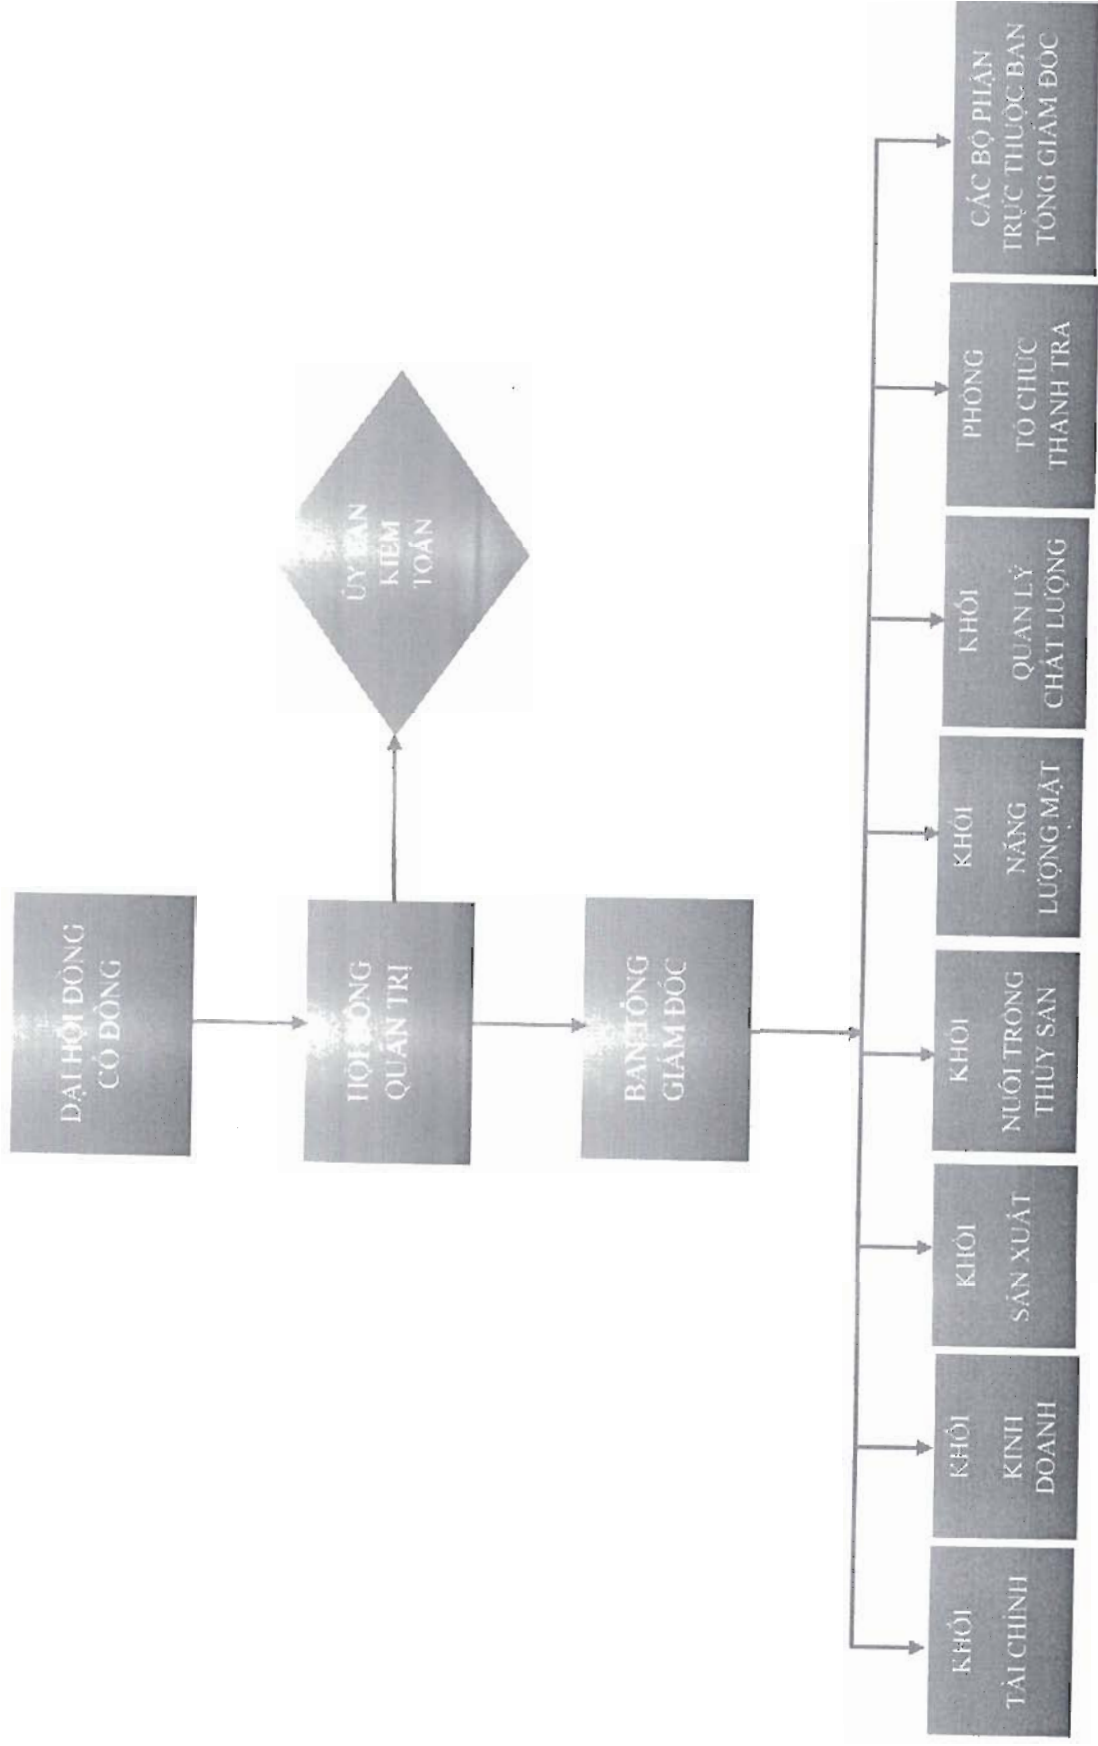 ĐẠI HỘI ĐỒNG
CỔ ĐÔNG
HỘI ĐỒNG
QUẢN TRỊ
ỦY BAN
KIỂM
TOÁN
BAN TỔNG
GIÁM ĐỐC
KHỐI
TÀI CHÍNH
KHỐI
KINH
DOANH
KHỐI
SẢN XUẤT
KHỐI
NUÔI TRỒNG
THỦY SẢN
KHỐI
NĂNG
LƯỢNG MẶT
KHỐI
QUẢN LÝ
CHẤT LƯỢNG
PHÒNG
TỔ CHỨC
THANH TRA
CÁC BỘ PHẬN
TRỰC THUỘC BAN
TỔNG GIÁM ĐỐC